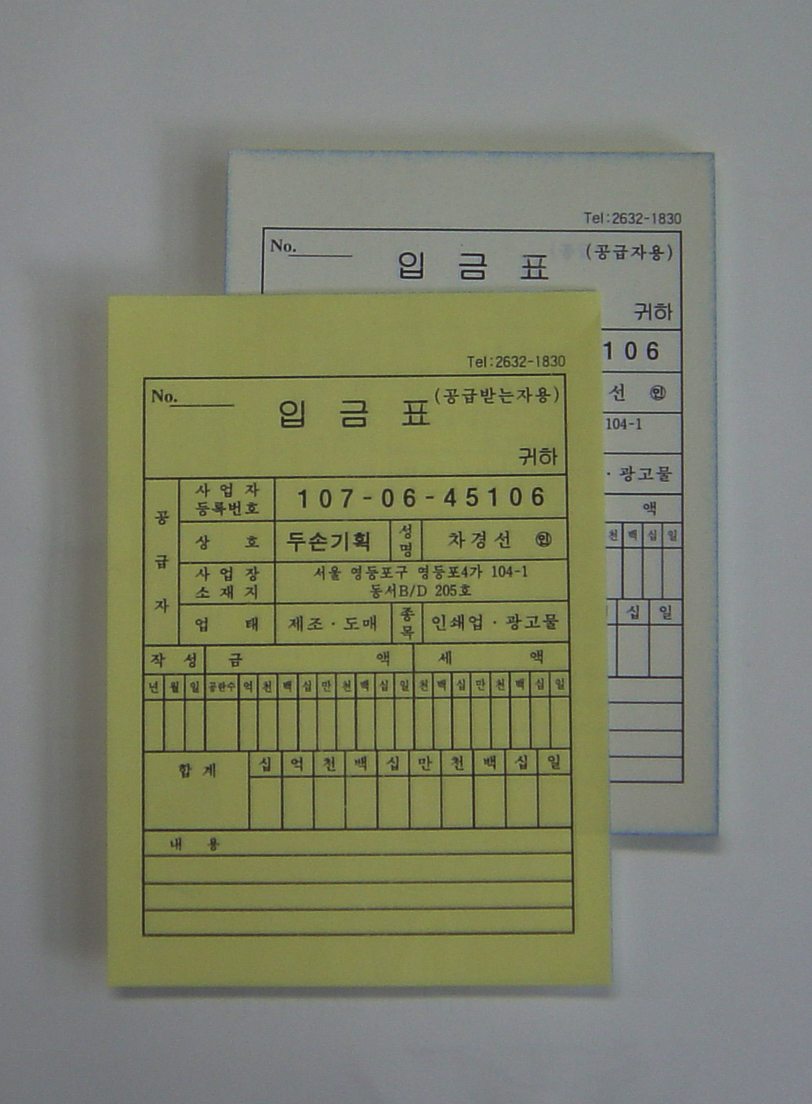 Tel:2632-1830
No.
입 금 표
(공급자용)
귀하
106
선 ㊞
104-1
· 광고물
액
천 백 십 일
십 일
Tel:2632-1830
No.
입 금 표
(공급받는자용)
귀하
공급자
사업자등록번호 107-06-45106
상 호 두손기획 성명 차경선 ㊞
사업장소재지 서울 영등포구 영등포4가 104-1
동서B/D 205호
업 태 제조·도매 종목 인쇄업·광고물
작 성 금 액 세 액
년 월 일 공란수 억 천 백 십 만 천 백 십 일 천 백 십 만 천 백 십 일
합 계 십 억 천 백 십 만 천 백 십 일
내 용